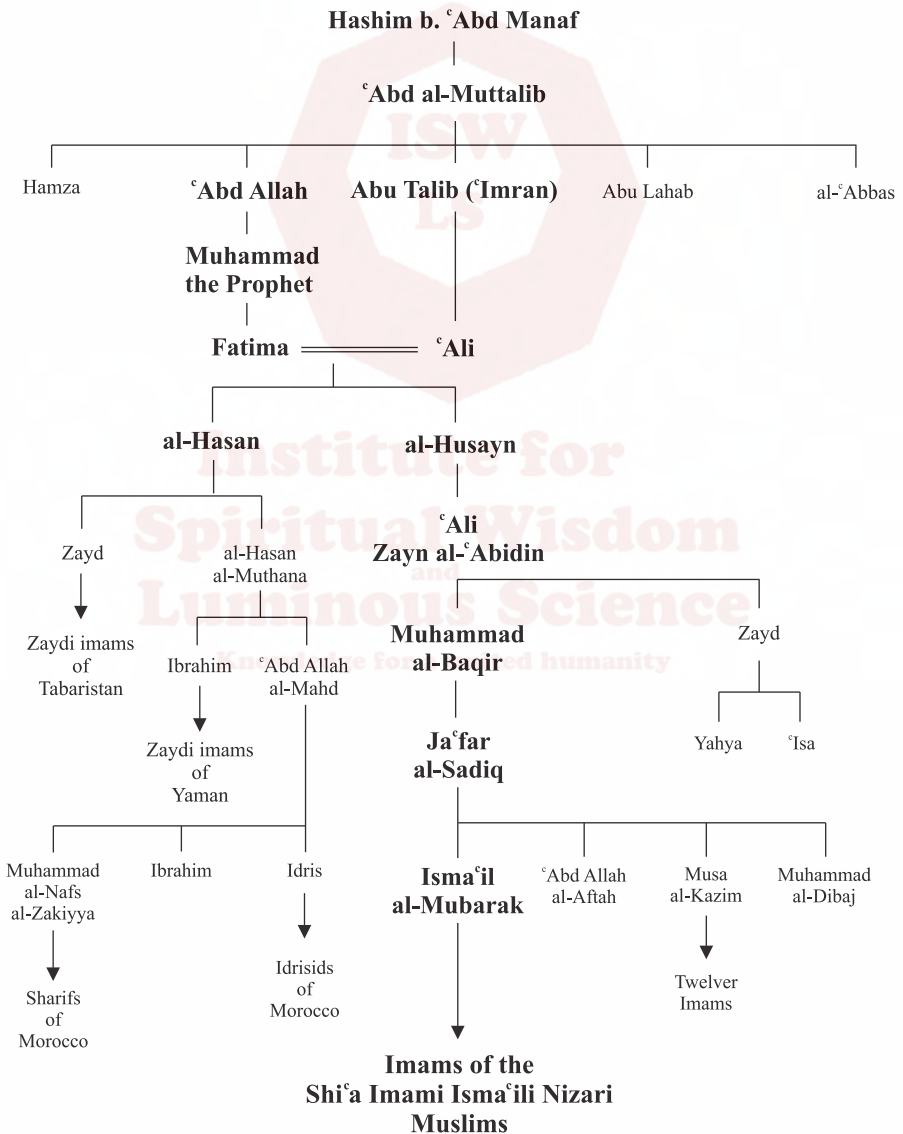 Hashim b. ᶜAbd Manaf
ᶜAbd al-Muttalib
ISW
LS
Hamza
ᶜAbd Allah
Abu Talib (ᶜImran)
Abu Lahab
al-ᶜAbbas
Muhammad
the Prophet
Fatima
ᶜAli
al-Hasan
al-Husayn
Institute for
Spiritual Wisdom
and
Luminous Science
Knowledge for a united humanity
Zayd
al-Hasan
al-Muthana
ᶜAli
Zayn al-ᶜAbidin
Zaydi imams
of
Tabaristan
Ibrahim
ᶜAbd Allah
al-Mahd
Muhammad
al-Baqir
Zayd
Zaydi imams
of
Yaman
Jaᶜfar
al-Sadiq
Yahya
ᶜIsa
Muhammad
al-Nafs
al-Zakiyya
Ibrahim
Idris
Ismaᶜil
al-Mubarak
ᶜAbd Allah
al-Aftah
Musa
al-Kazim
Muhammad
al-Dibaj
Sharifs
of
Morocco
Idrisids
of
Morocco
Twelver
Imams
Imams of the
Shiᶜa Imami Ismaᶜili Nizari
Muslims